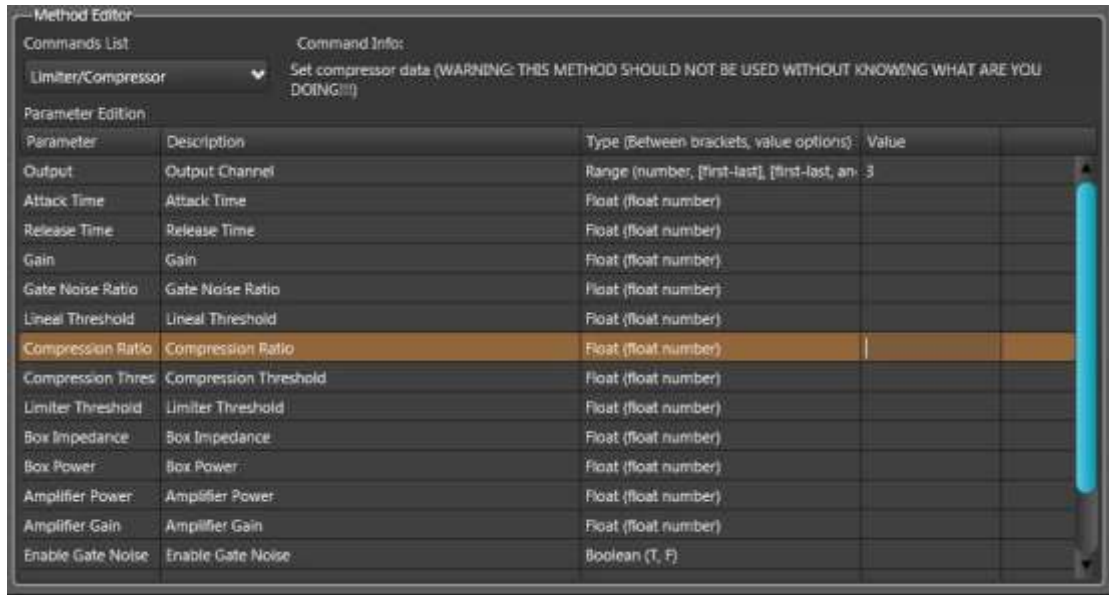 Method Editor
Commands List Command Info:
Limiter/Compressor Set compressor data (WARNING: THIS METHOD SHOULD NOT BE USED WITHOUT KNOWING WHAT ARE YOU
DOING!!!)
Parameter Edition
Parameter Description Type (Between brackets, value options) Value
Output Output Channel Range (number, [first-last], [first-last, an 3
Attack Time Attack Time Float (float number)
Release Time Release Time Float (float number)
Gain Gain Float (float number)
Gate Noise Ratio Gate Noise Ratio Float (float number)
Lineal Threshold Lineal Threshold Float (float number)
Compression Ratio Compression Ratio Float (float number)
Compression Thres Compression Threshold Float (float number)
Limiter Threshold Limiter Threshold Float (float number)
Box Impedance Box Impedance Float (float number)
Box Power Box Power Float (float number)
Amplifier Power Amplifier Power Float (float number)
Amplifier Gain Amplifier Gain Float (float number)
Enable Gate Noise Enable Gate Noise Boolean (T, F)